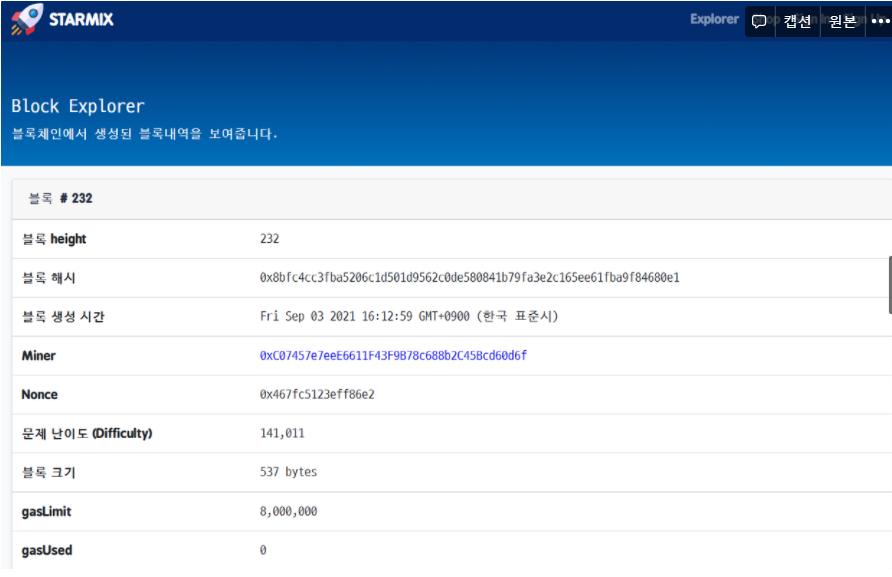 STARMIX
Explorer
캡션
원본
Block Explorer
블록체인에서 생성된 블록내역을 보여줍니다.
블록 # 232
블록 height 232
블록 해시 0x8bfc4cc3fba5206c1d501d9562c0de580841b79fa3e2c165ee61fba9f84680e1
블록 생성 시간 Fri Sep 03 2021 16:12:59 GMT+0900 (한국 표준시)
Miner 0xC07457e7eeE6611F43F9B78c688b2C45Bcd60d6f
Nonce 0x467fc5123eff86e2
문제 난이도 (Difficulty) 141,011
블록 크기 537 bytes
gasLimit 8,000,000
gasUsed 0